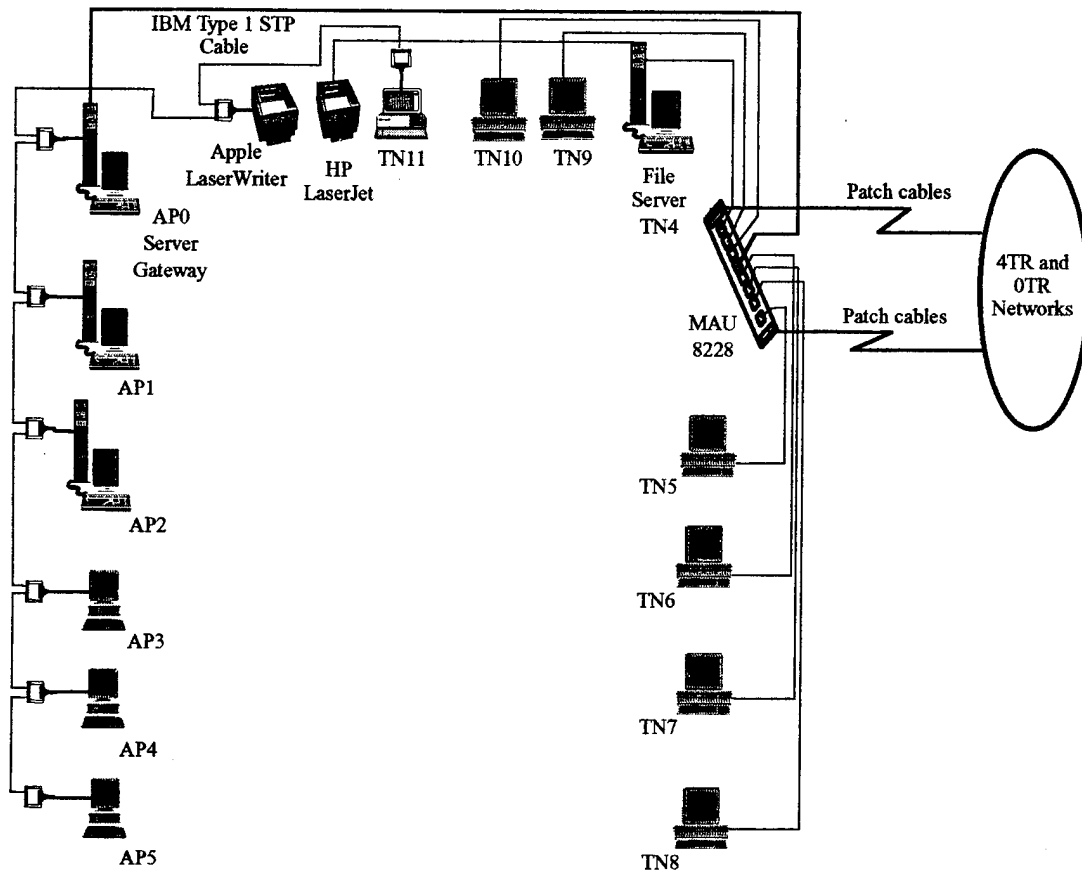 IBM Type 1 STP
Cable
Apple
LaserWriter
HP
LaserJet
TN11
TN10
TN9
File
Server
TN4
AP0
Server
Gateway
Patch cables
4TR and
0TR
Networks
MAU
8228
Patch cables
AP1
AP2
TN5
TN6
AP3
TN7
AP4
AP5
TN8